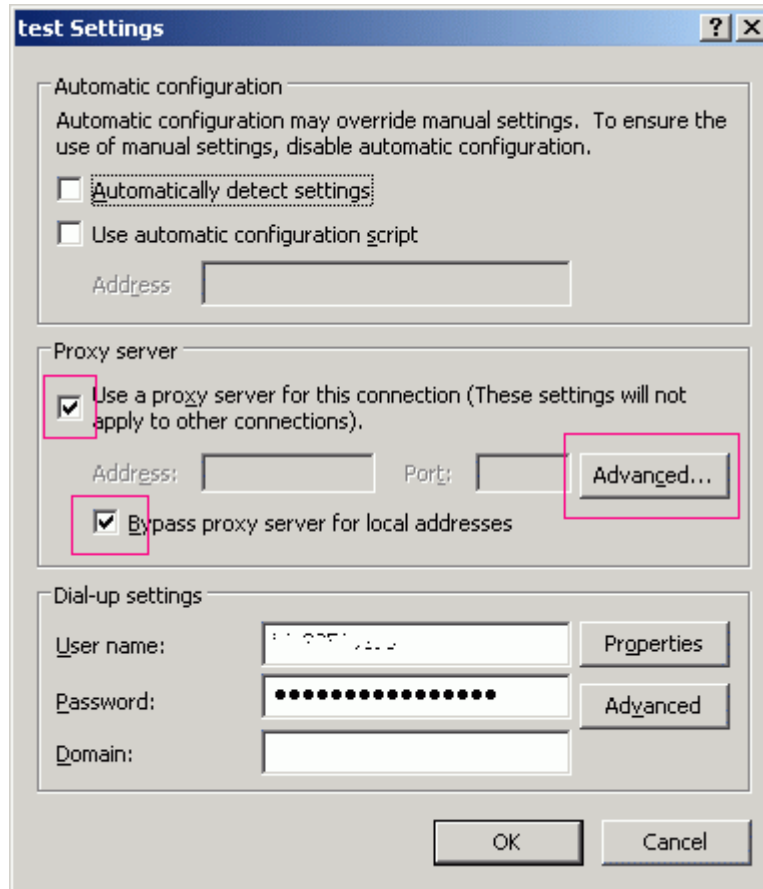 test Settings
Automatic configuration
Automatic configuration may override manual settings. To ensure the
use of manual settings, disable automatic configuration.
Automatically detect settings
Use automatic configuration script
Address
Proxy server
Use a proxy server for this connection (These settings will not
apply to other connections).
Address: Port: Advanced...
Bypass proxy server for local addresses
Dial-up settings
User name: Properties
Password: Advanced
Domain:
OK Cancel